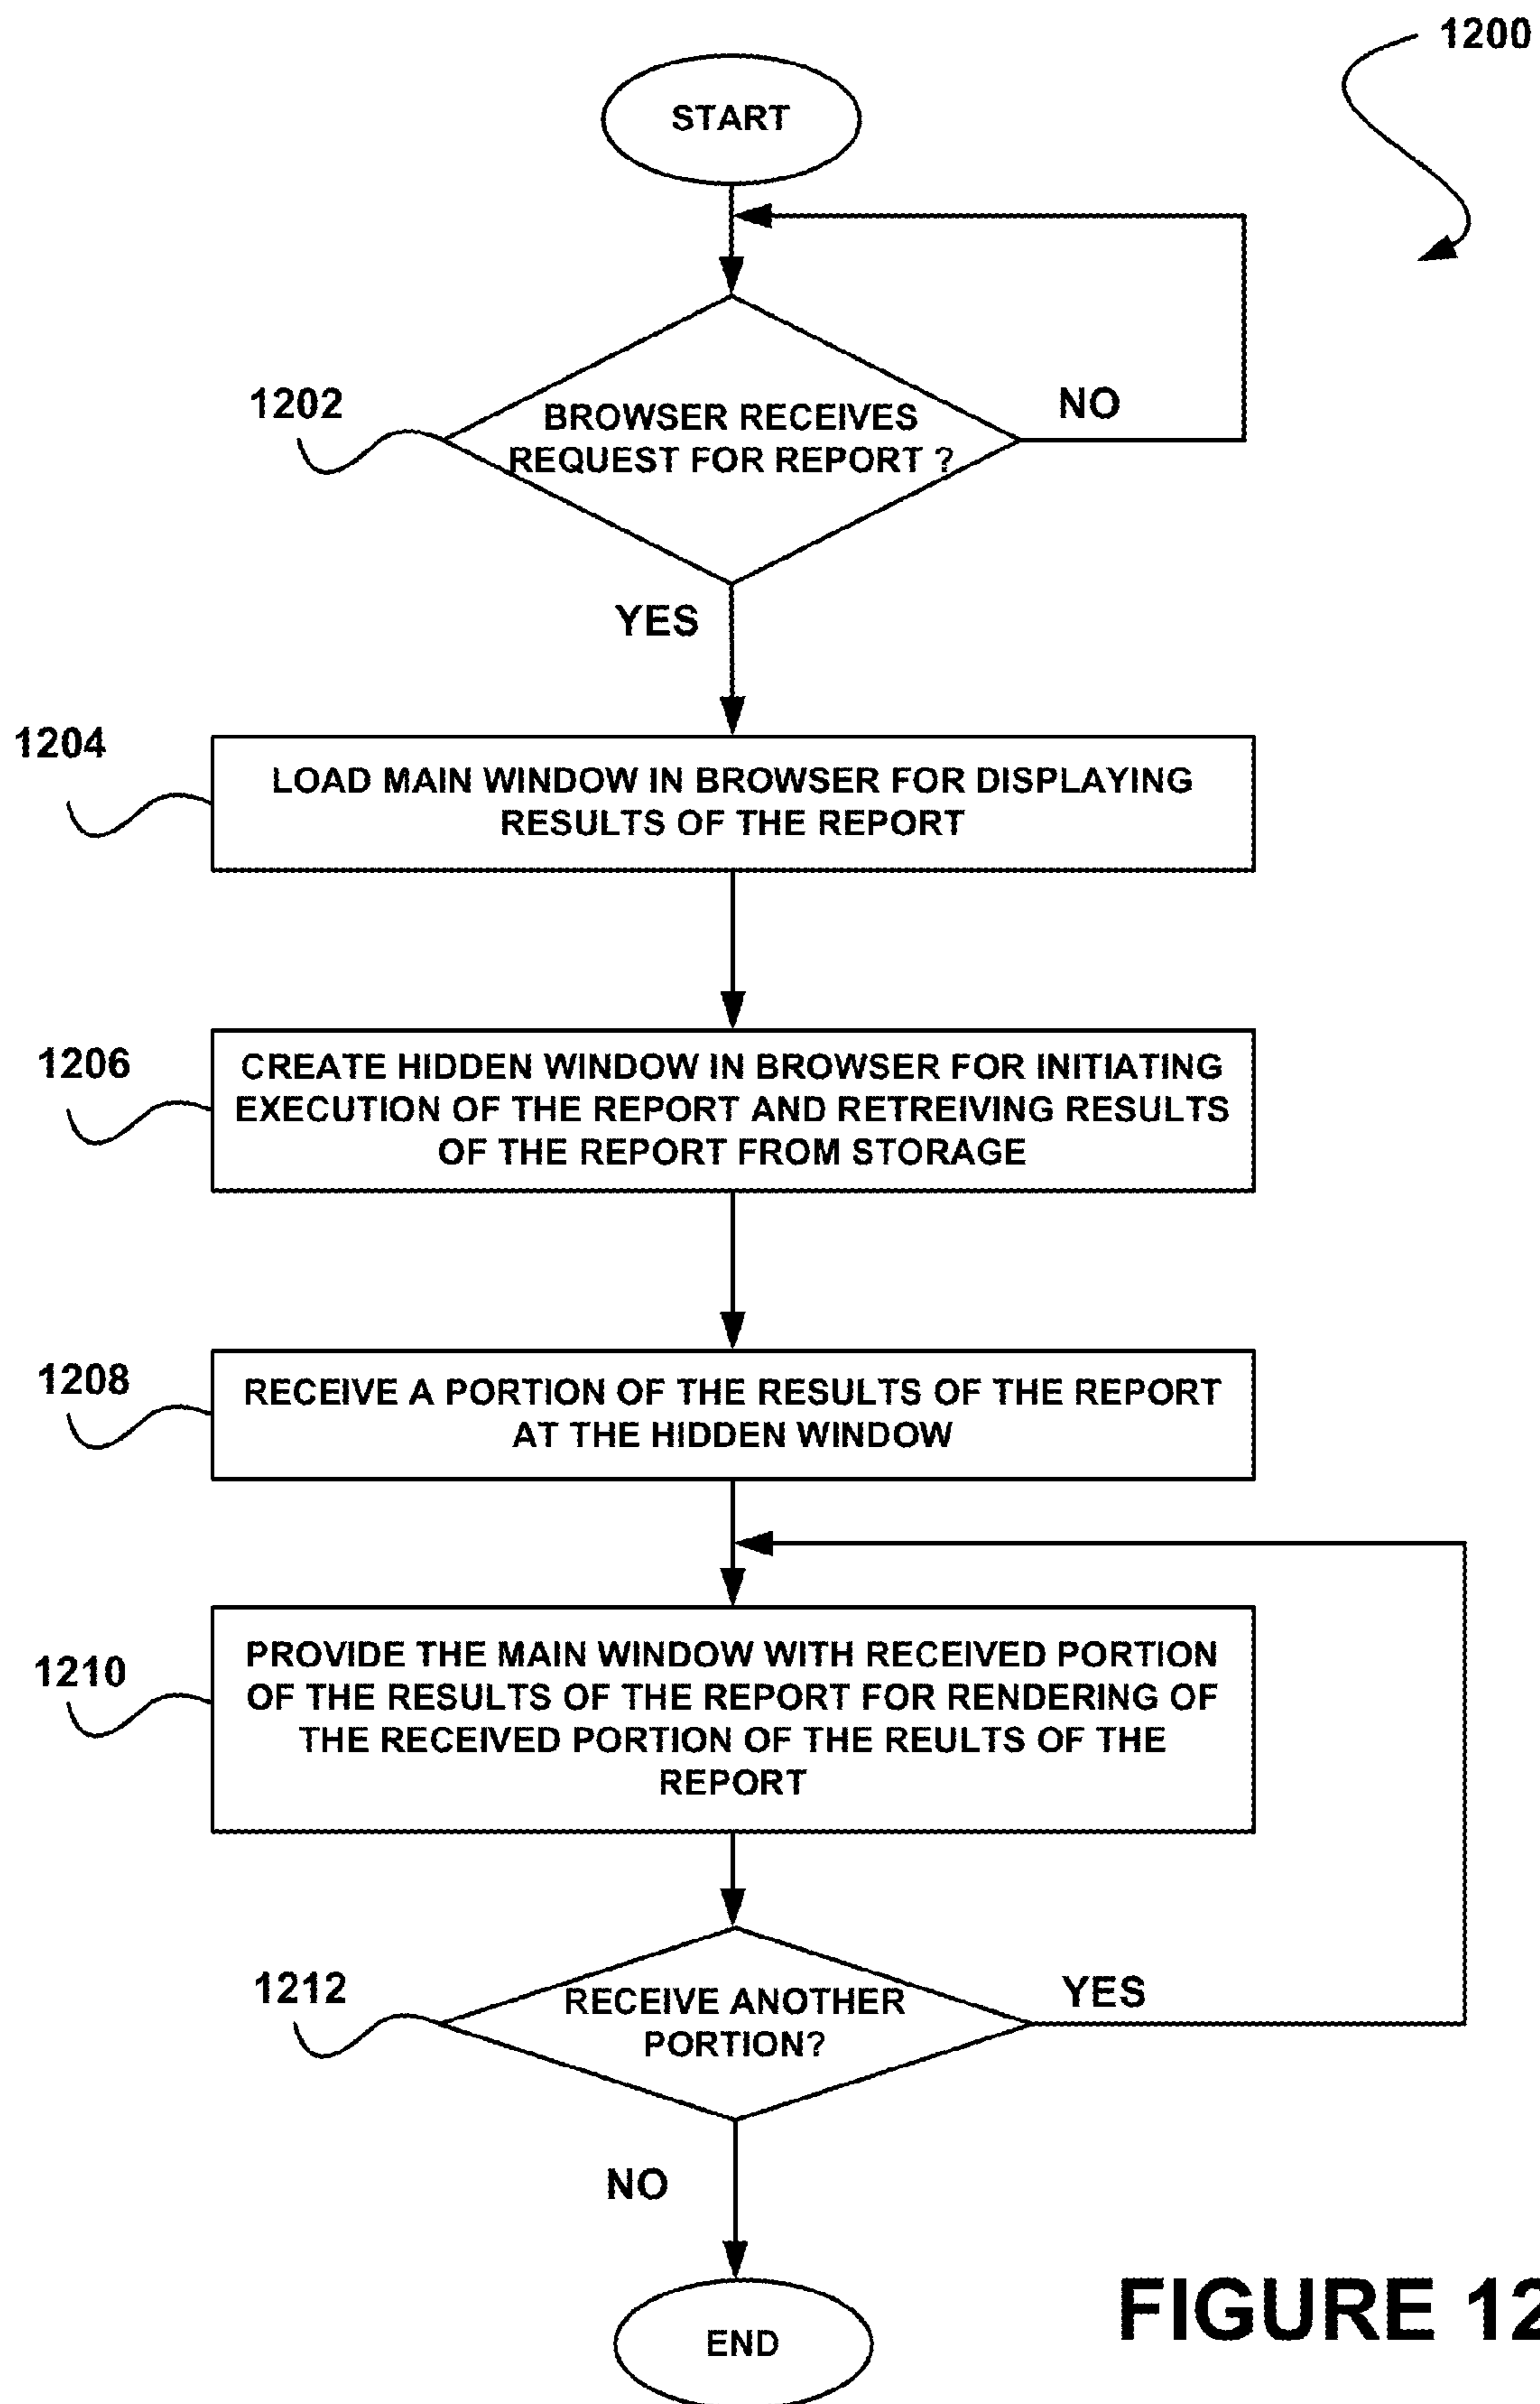 1200
START
1202
BROWSER RECEIVES
REQUEST FOR REPORT ?
NO
YES
1204
LOAD MAIN WINDOW IN BROWSER FOR DISPLAYING
RESULTS OF THE REPORT
1206
CREATE HIDDEN WINDOW IN BROWSER FOR INITIATING
EXECUTION OF THE REPORT AND RETREIVING RESULTS
OF THE REPORT FROM STORAGE
1208
RECEIVE A PORTION OF THE RESULTS OF THE REPORT
AT THE HIDDEN WINDOW
1210
PROVIDE THE MAIN WINDOW WITH RECEIVED PORTION
OF THE RESULTS OF THE REPORT FOR RENDERING OF
THE RECEIVED PORTION OF THE REULTS OF THE
REPORT
1212
RECEIVE ANOTHER
PORTION?
YES
NO
END
FIGURE 12